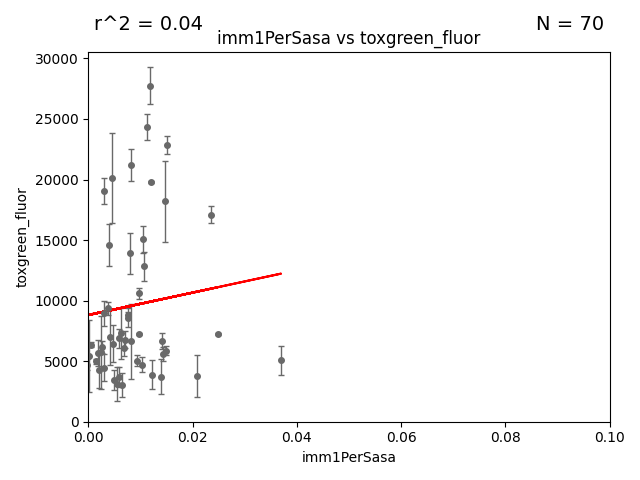 r^2 = 0.04
N = 70
imm1PerSasa vs toxgreen_fluor
30000
25000
20000
15000
10000
5000
0
toxgreen_fluor
0.00 0.02 0.04 0.06 0.08 0.10
imm1PerSasa